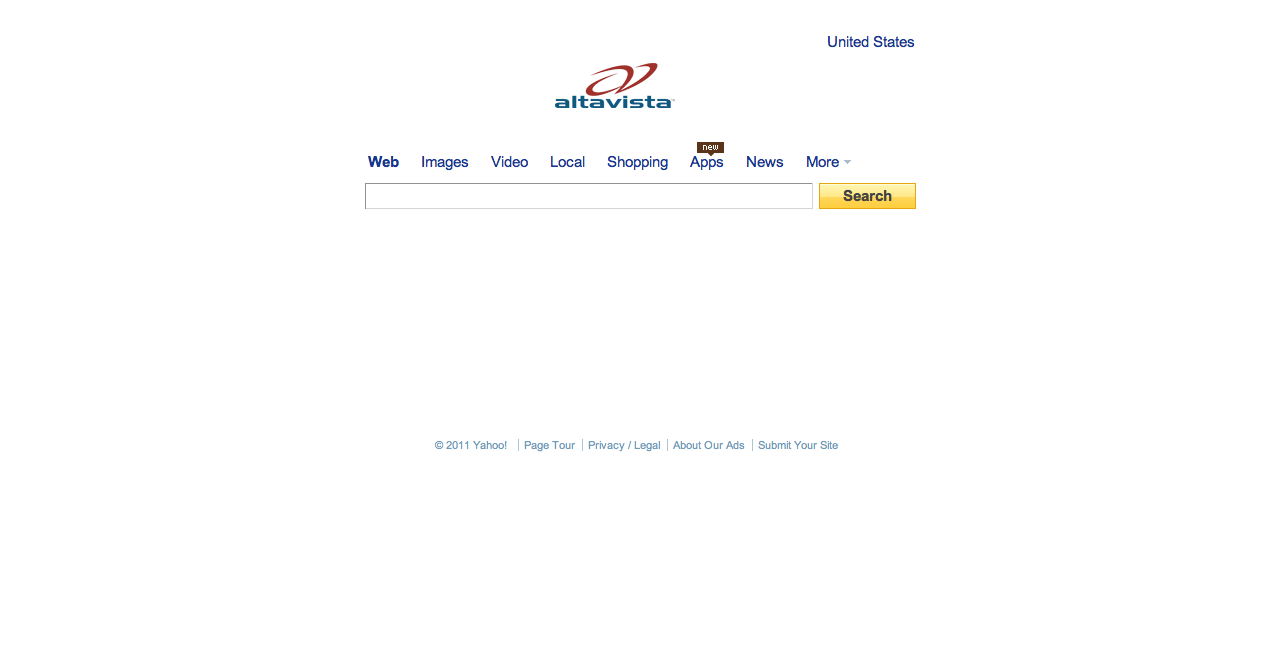 United States
altavista
new
Web Images Video Local Shopping Apps News More
Search
© 2011 Yahoo! Page Tour Privacy / Legal About Our Ads Submit Your Site